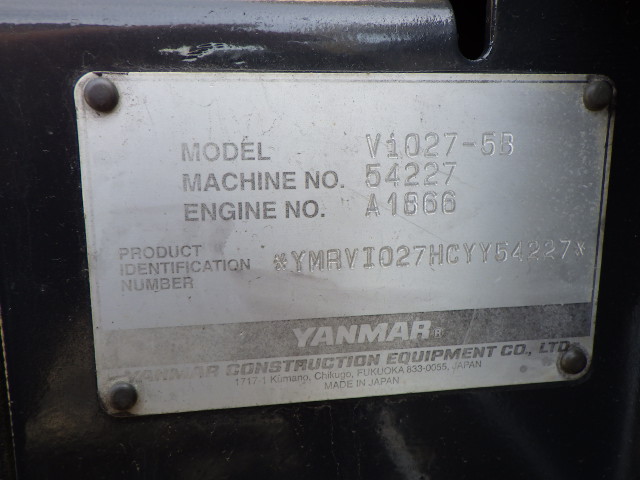 MODEL ViO27-5B
MACHINE NO. 54227
ENGINE NO. A1866
PRODUCT
IDENTIFICATION *YMRVIO27HCYY54227*
NUMBER
YANMAR®
YANMAR CONSTRUCTION EQUIPMENT CO., LTD.
1717-1 Kumano, Chikugo, FUKUOKA 833-0055, JAPAN
MADE IN JAPAN